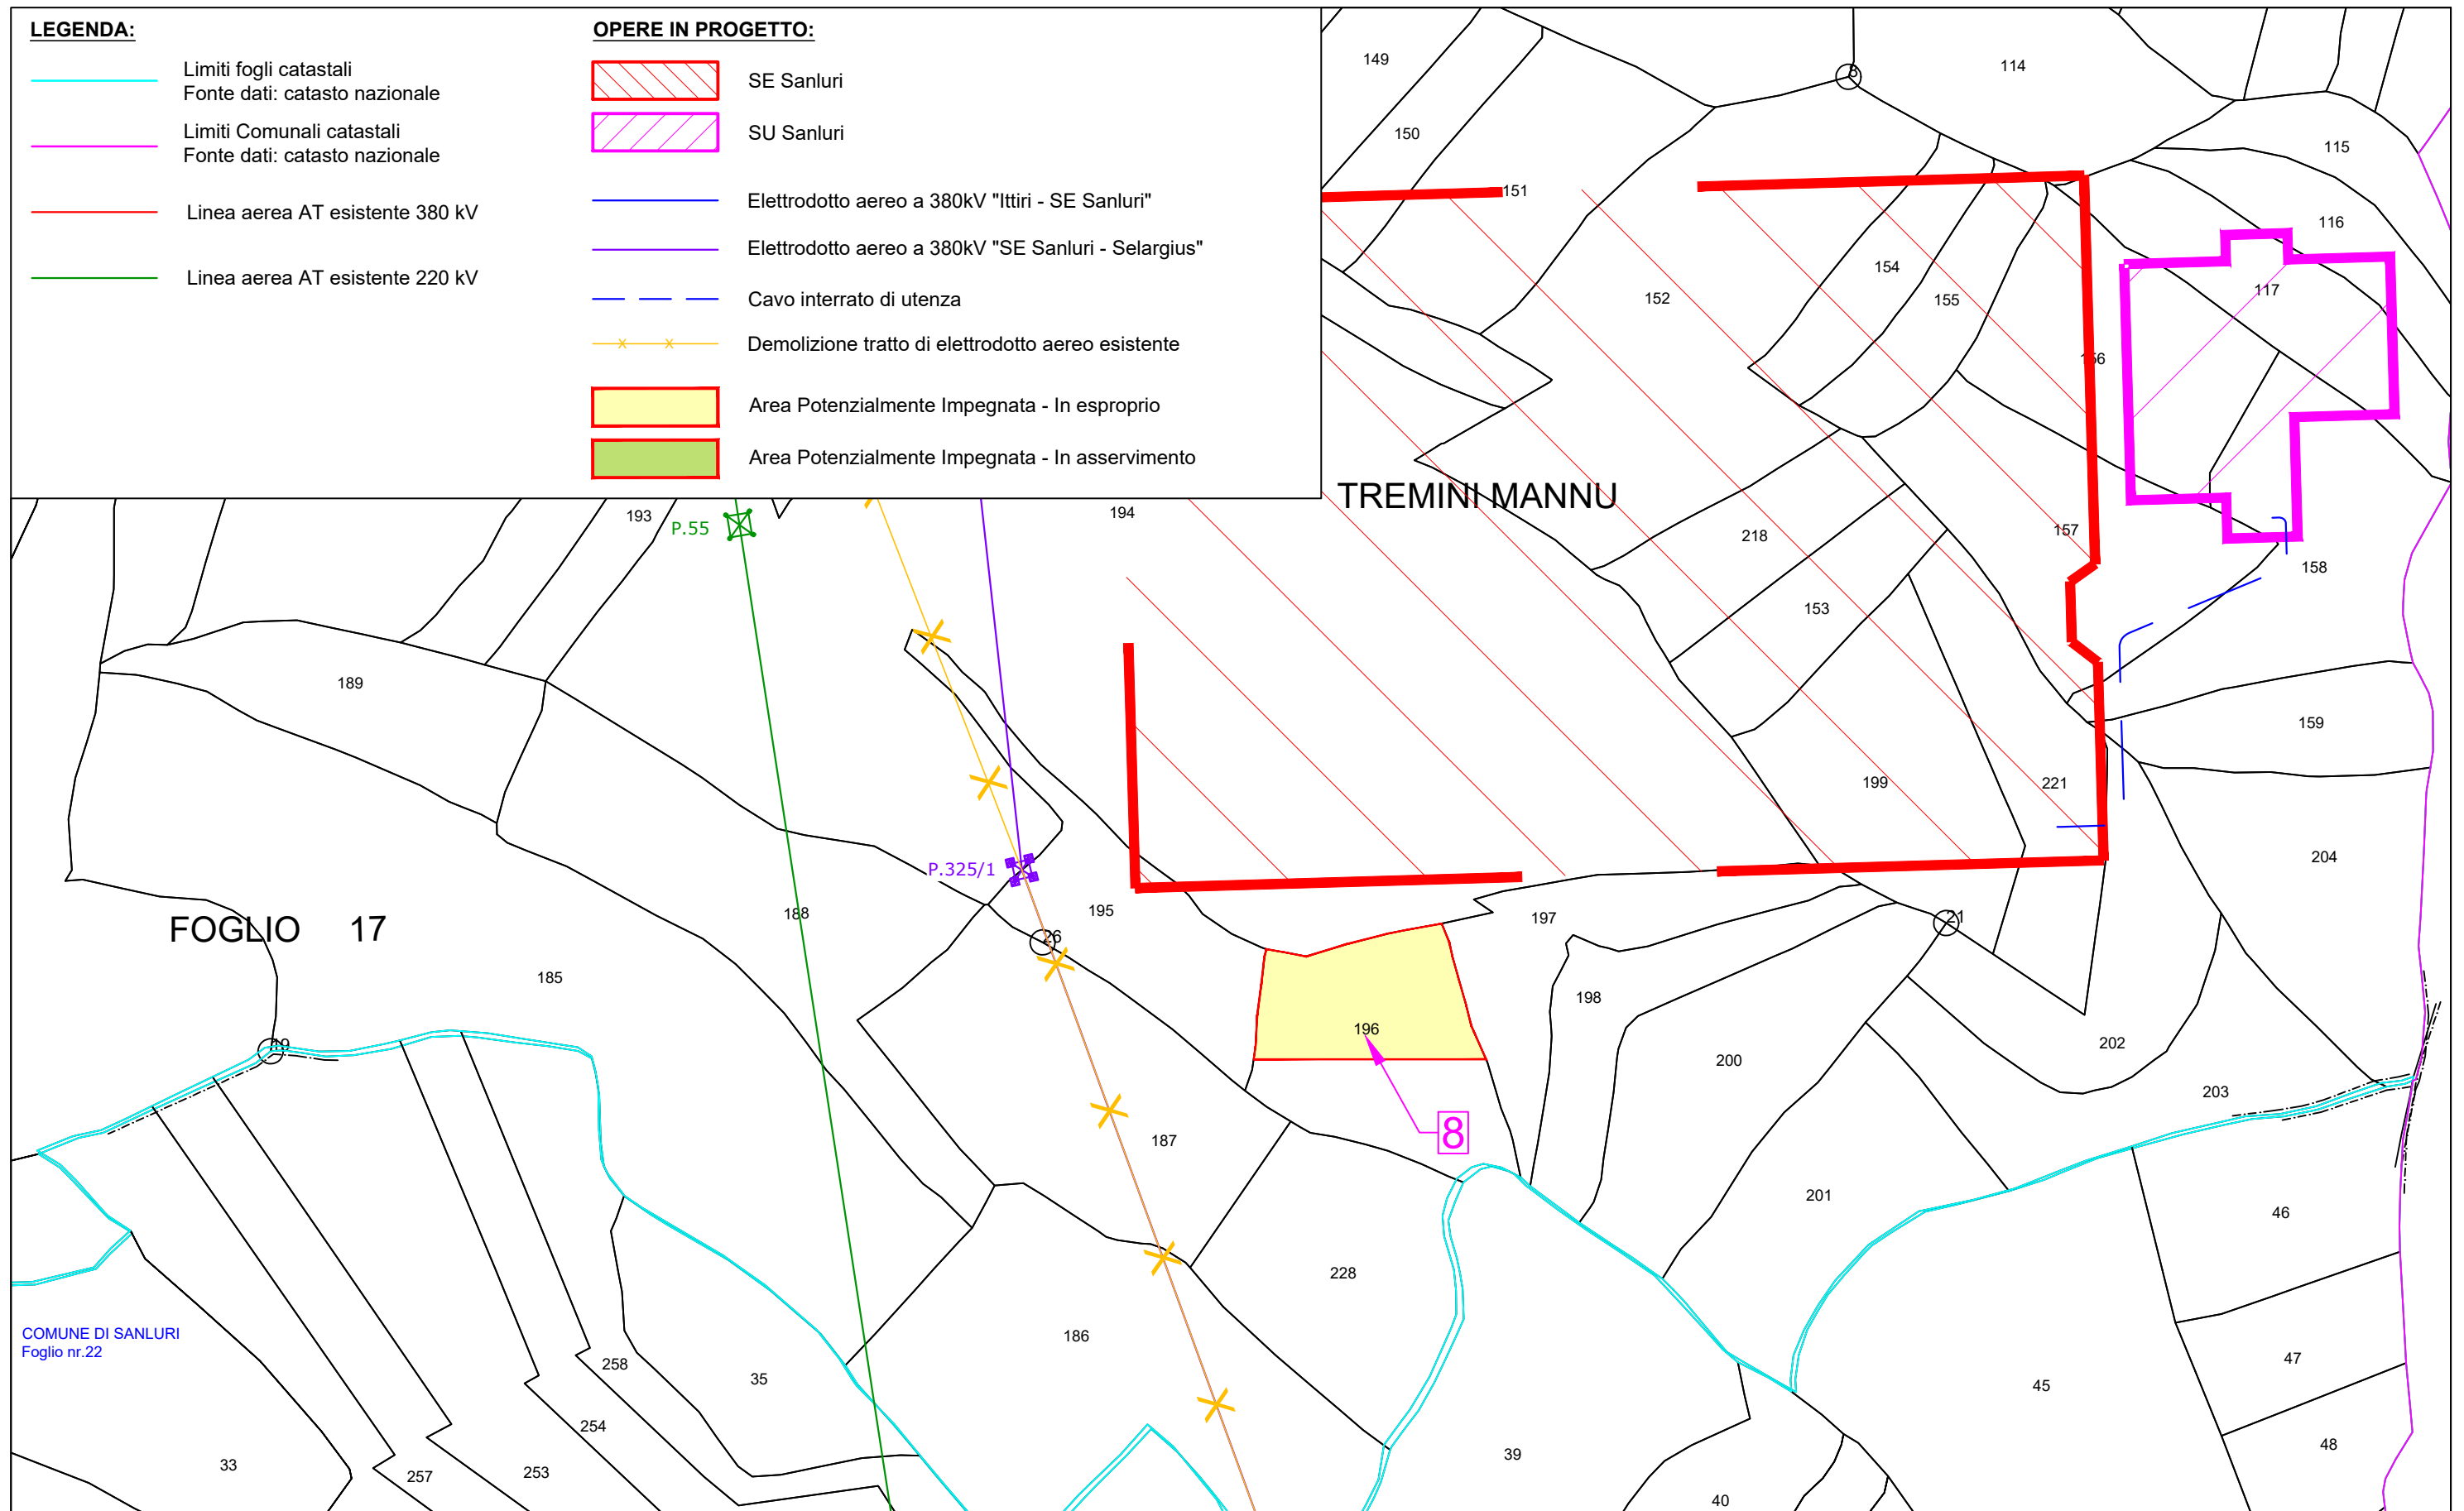 LEGENDA:
Limiti fogli catastali
Fonte dati: catasto nazionale
Limiti Comunali catastali
Fonte dati: catasto nazionale
Linea aerea AT esistente 380 kV
Linea aerea AT esistente 220 kV
OPERE IN PROGETTO:
SE Sanluri
SU Sanluri
Elettrodotto aereo a 380kV "Ittiri - SE Sanluri"
Elettrodotto aereo a 380kV "SE Sanluri - Selargius"
Cavo interrato di utenza
x x
Demolizione tratto di elettrodotto aereo esistente
Area Potenzialmente Impegnata - In esproprio
Area Potenzialmente Impegnata - In asservimento
149
8
114
150
115
151
116
154
117
152
155
156
TREMINI MANNU
193
P.55
194
157
218
158
153
189
159
199
221
204
P.325/1
195
188
197
21
FOGLIO 17
26
185
198
196
19
202
200
203
8
187
201
46
228
COMUNE DI SANLURI
Foglio nr.22
186
47
258
35
45
254
48
39
33
257
253
40